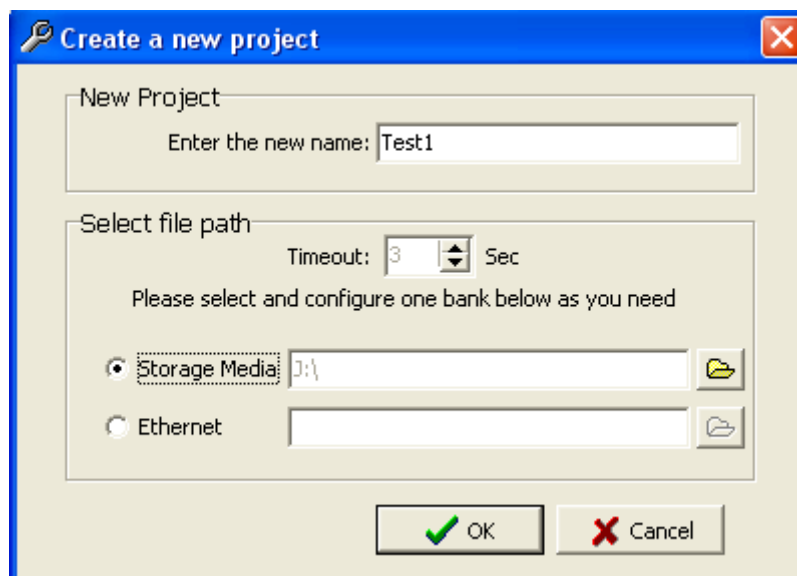 Create a new project
New Project
Enter the new name: Test1
Select file path
Timeout: 3 Sec
Please select and configure one bank below as you need
Storage Media J:\
Ethernet
OK Cancel